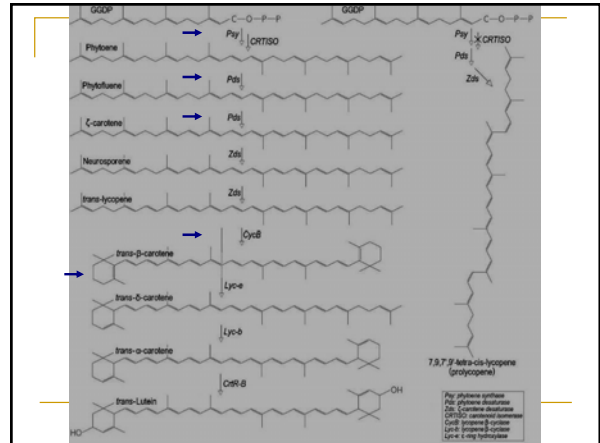 GGDP
C—O—P—P
Psy
CRTISO
Phytoene
Pds
Phytofluene
Pds
ζ-carotene
Zds
Neurosporene
Zds
trans-lycopene
CycB
trans-β-carotene
Lyc-e
trans-δ-carotene
Lyc-b
trans-α-carotene
CrtR-B
trans-Lutein
OH
HO
GGDP
C—O—P—P
Psy
CRTISO
Pds
Zds
7,9,7',9'-tetra-cis-lycopene
(prolycopene)
Psy: phytoene synthase
Pds: phytoene desaturase
Zds: ζ-carotene desaturase
CRTISO: carotenoid isomerase
CycB: lycopene β-cyclase
Lyc-b: lycopene β-cyclase